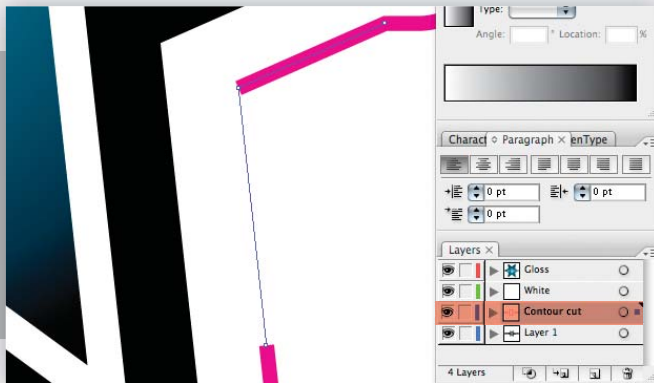 Type:
Angle: ° Location: %
Charact Paragraph × enType
0 pt 0 pt
0 pt
Layers ×
Gloss
White
Contour cut
Layer 1
4 Layers